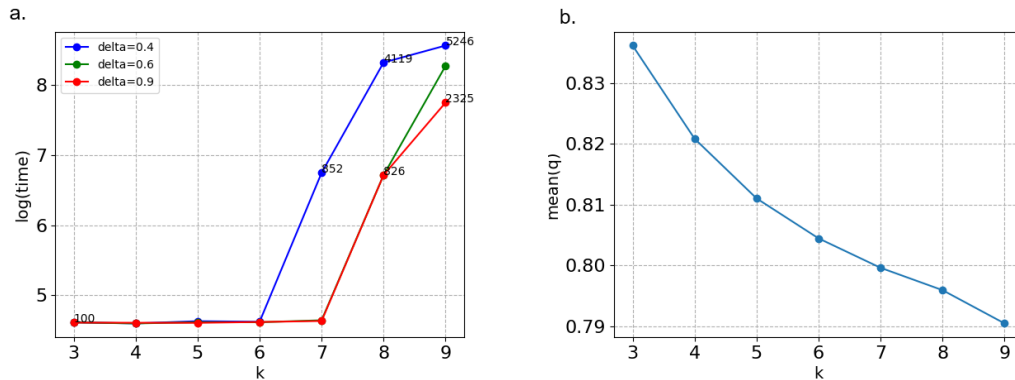 a.
delta=0.4
delta=0.6
delta=0.9
100
852
4119
826
5246
2325
log(time)
8
7
6
5
3 4 5 6 7 8 9
k
b.
mean(q)
0.83
0.82
0.81
0.80
0.79
3 4 5 6 7 8 9
k